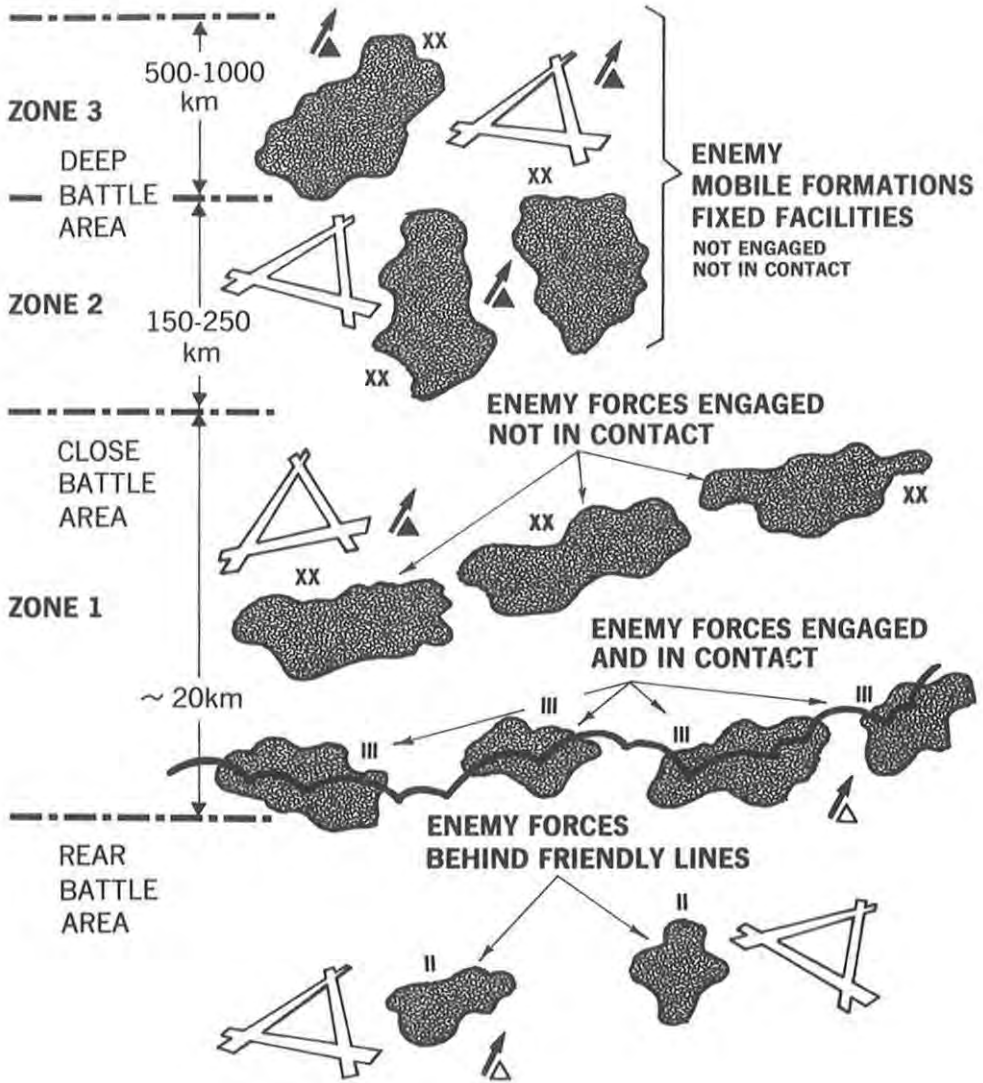 XX
500-1000
km
ZONE 3
DEEP
BATTLE
AREA
XX
ENEMY
MOBILE FORMATIONS
FIXED FACILITIES
NOT ENGAGED
NOT IN CONTACT
ZONE 2
150-250
km
XX
ENEMY FORCES ENGAGED
NOT IN CONTACT
CLOSE
BATTLE
AREA
XX
XX
XX
ZONE 1
ENEMY FORCES ENGAGED
AND IN CONTACT
~ 20km
III
III
III
III
ENEMY FORCES
BEHIND FRIENDLY LINES
REAR
BATTLE
AREA
II
II